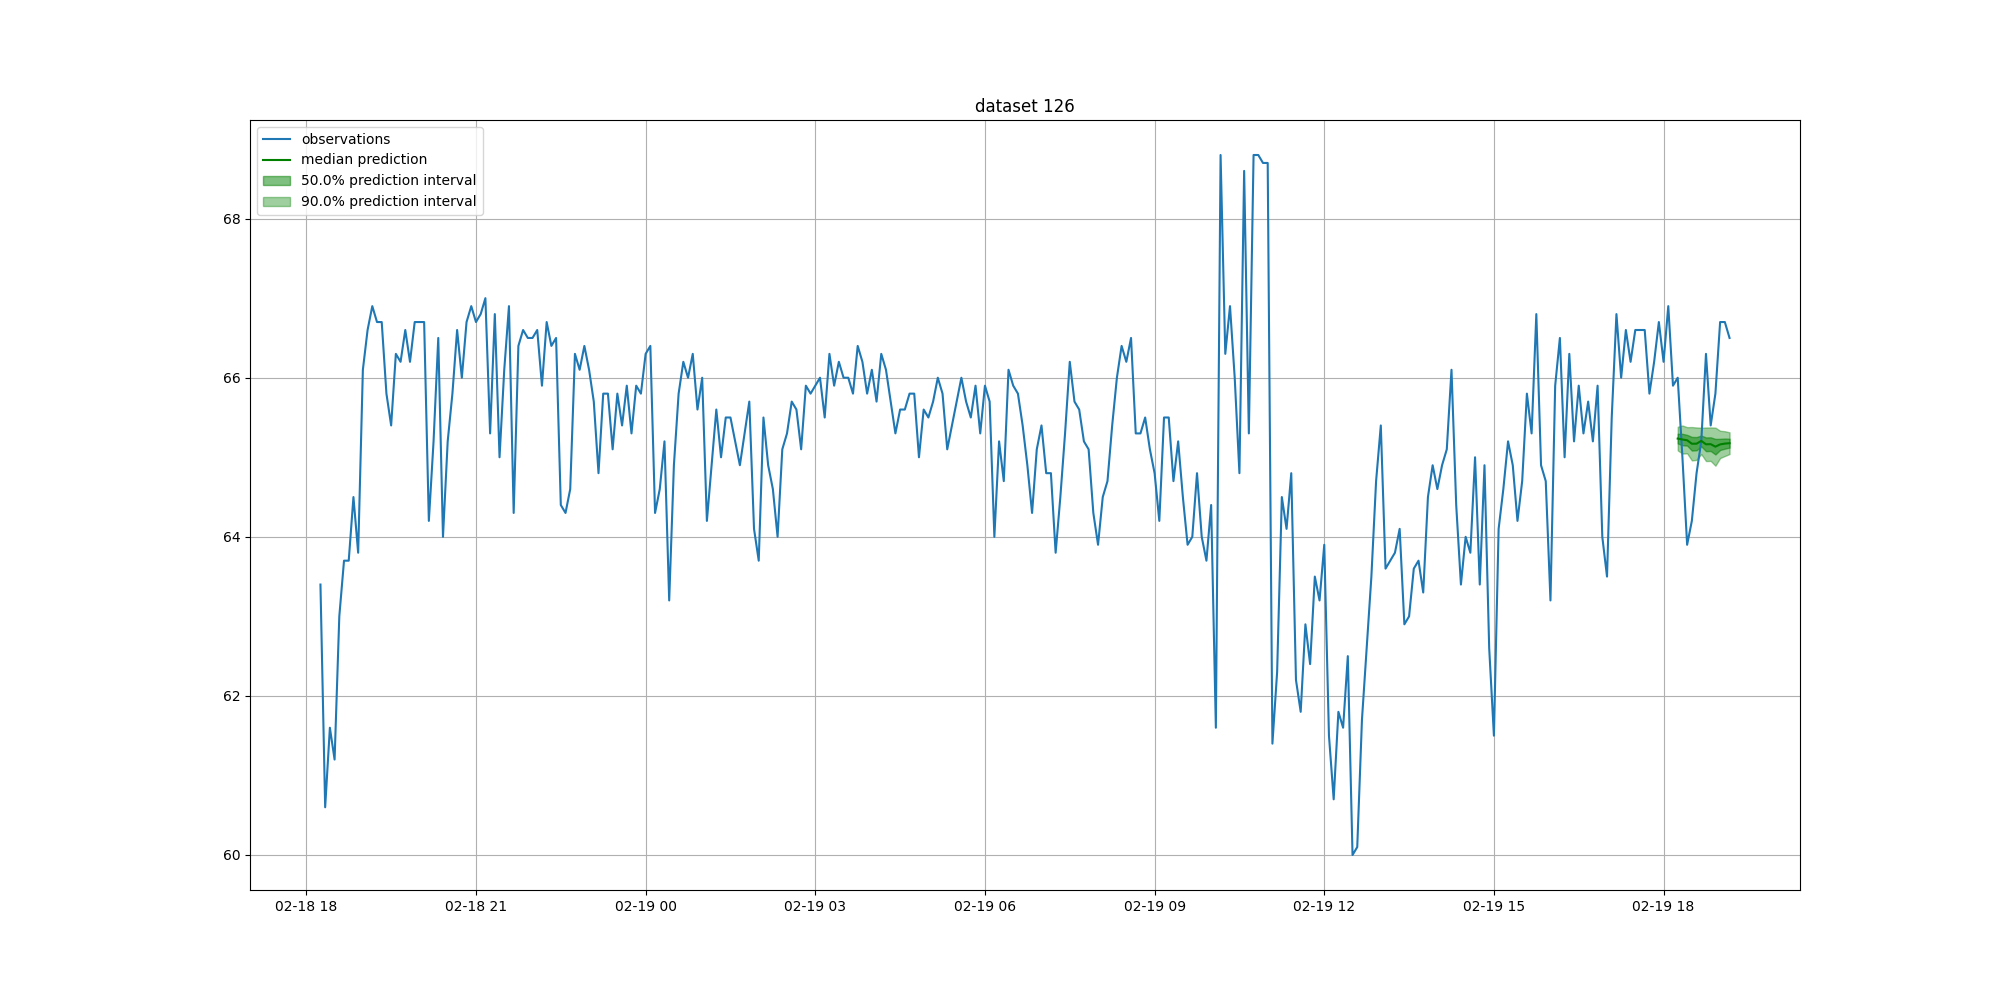 dataset 126
observations
median prediction
50.0% prediction interval
90.0% prediction interval
68
66
64
62
60
02-18 18
02-18 21
02-19 00
02-19 03
02-19 06
02-19 09
02-19 12
02-19 15
02-19 18